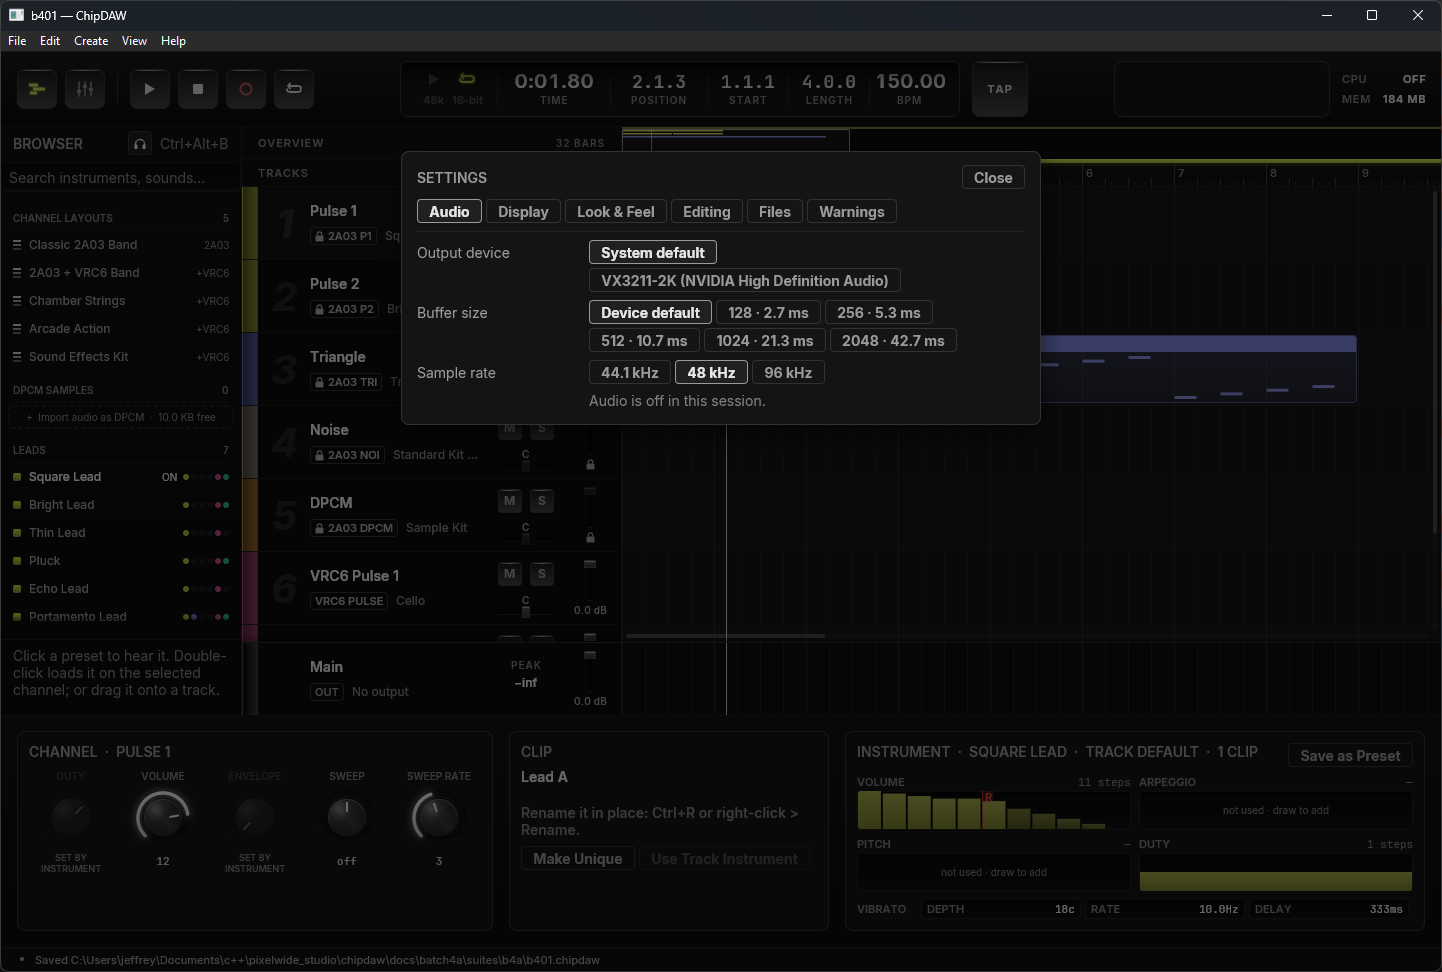 b401 — ChipDAW
File Edit Create View Help
48k 16-bit
0:01.80 TIME
2.1.3 POSITION
1.1.1 START
4.0.0 LENGTH
150.00 BPM
TAP
CPU OFF
MEM 184 MB
BROWSER Ctrl+Alt+B
Search instruments, sounds...
CHANNEL LAYOUTS 5
Classic 2A03 Band 2A03
2A03 + VRC6 Band +VRC6
Chamber Strings +VRC6
Arcade Action +VRC6
Sound Effects Kit +VRC6
DPCM SAMPLES 0
+ Import audio as DPCM · 10.0 KB free
LEADS 7
Square Lead ON
Bright Lead
Thin Lead
Pluck
Echo Lead
Portamento Lead
Click a preset to hear it. Double-
click loads it on the selected
channel; or drag it onto a track.
OVERVIEW 32 BARS
TRACKS
6 7 8 9
1 Pulse 1
2A03 P1 Sq
2 Pulse 2
2A03 P2 Bri
3 Triangle
2A03 TRI Tr
4 Noise M S
2A03 NOI Standard Kit ... C
5 DPCM M S
2A03 DPCM Sample Kit C
6 VRC6 Pulse 1 M S
VRC6 PULSE Cello C 0.0 dB
Main PEAK
OUT No output −inf
0.0 dB
SETTINGS Close
Audio Display Look & Feel Editing Files Warnings
Output device System default
VX3211-2K (NVIDIA High Definition Audio)
Buffer size Device default 128 · 2.7 ms 256 · 5.3 ms
512 · 10.7 ms 1024 · 21.3 ms 2048 · 42.7 ms
Sample rate 44.1 kHz 48 kHz 96 kHz
Audio is off in this session.
CHANNEL · PULSE 1
DUTY VOLUME ENVELOPE SWEEP SWEEP RATE
SET BY INSTRUMENT 12 SET BY INSTRUMENT off 3
CLIP
Lead A
Rename it in place: Ctrl+R or right-click >
Rename.
Make Unique Use Track Instrument
INSTRUMENT · SQUARE LEAD · TRACK DEFAULT · 1 CLIP Save as Preset
VOLUME 11 steps ARPEGGIO –
R
not used · draw to add
PITCH – DUTY 1 steps
not used · draw to add
VIBRATO DEPTH 18c RATE 10.0Hz DELAY 333ms
• Saved C:\Users\jeffrey\Documents\c++\pixelwide_studio\chipdaw\docs\batch4a\suites\b4a\b401.chipdaw